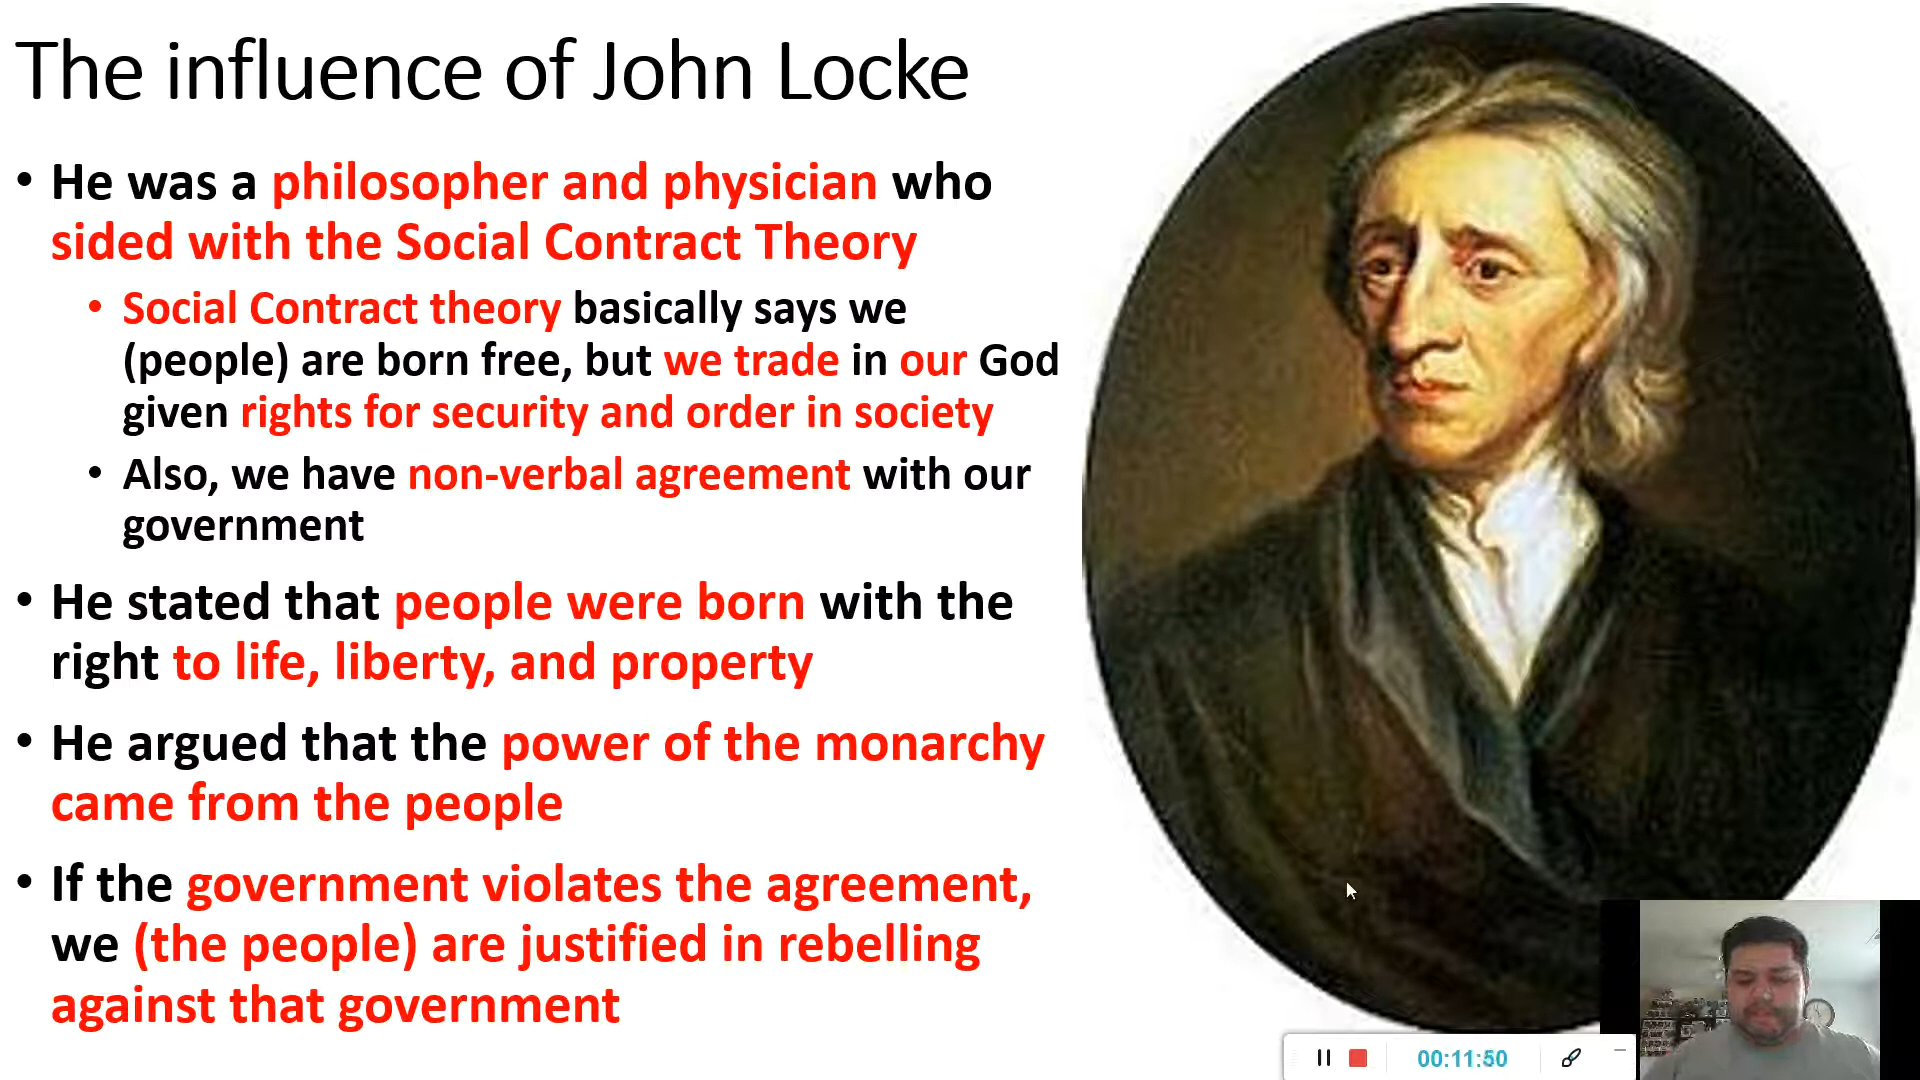 The influence of John Locke
• He was a philosopher and physician who
sided with the Social Contract Theory
• Social Contract theory basically says we
(people) are born free, but we trade in our God
given rights for security and order in society
• Also, we have non-verbal agreement with our
government
• He stated that people were born with the
right to life, liberty, and property
• He argued that the power of the monarchy
came from the people
• If the government violates the agreement,
we (the people) are justified in rebelling
against that government
00:11:50